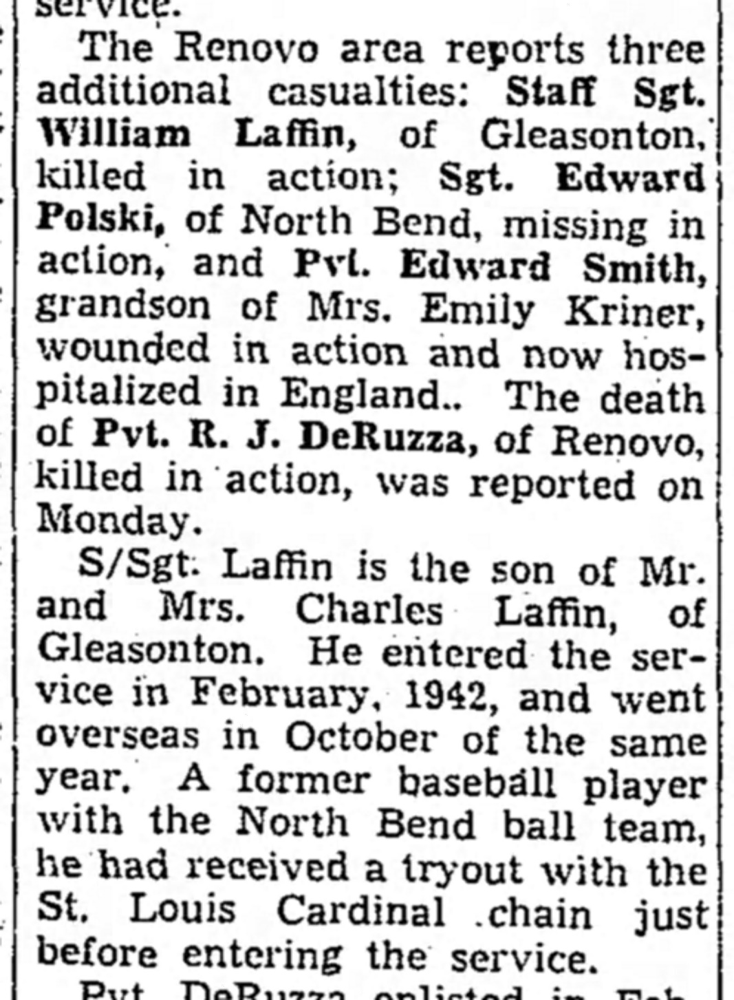 service.
The Renovo area reports three
additional casualties: Staff Sgt.
William Laffin, of Gleasonton,
killed in action; Sgt. Edward
Polski, of North Bend, missing in
action, and Pvt. Edward Smith,
grandson of Mrs. Emily Kriner,
wounded in action and now hos-
pitalized in England.. The death
of Pvt. R. J. DeRuzza, of Renovo,
killed in action, was reported on
Monday.
S/Sgt. Laffin is the son of Mr.
and Mrs. Charles Laffin, of
Gleasonton. He entered the ser-
vice in February, 1942, and went
overseas in October of the same
year. A former baseball player
with the North Bend ball team,
he had received a tryout with the
St. Louis Cardinal chain just
before entering the service.
Pvt. DeRuzza enlisted in Feb-